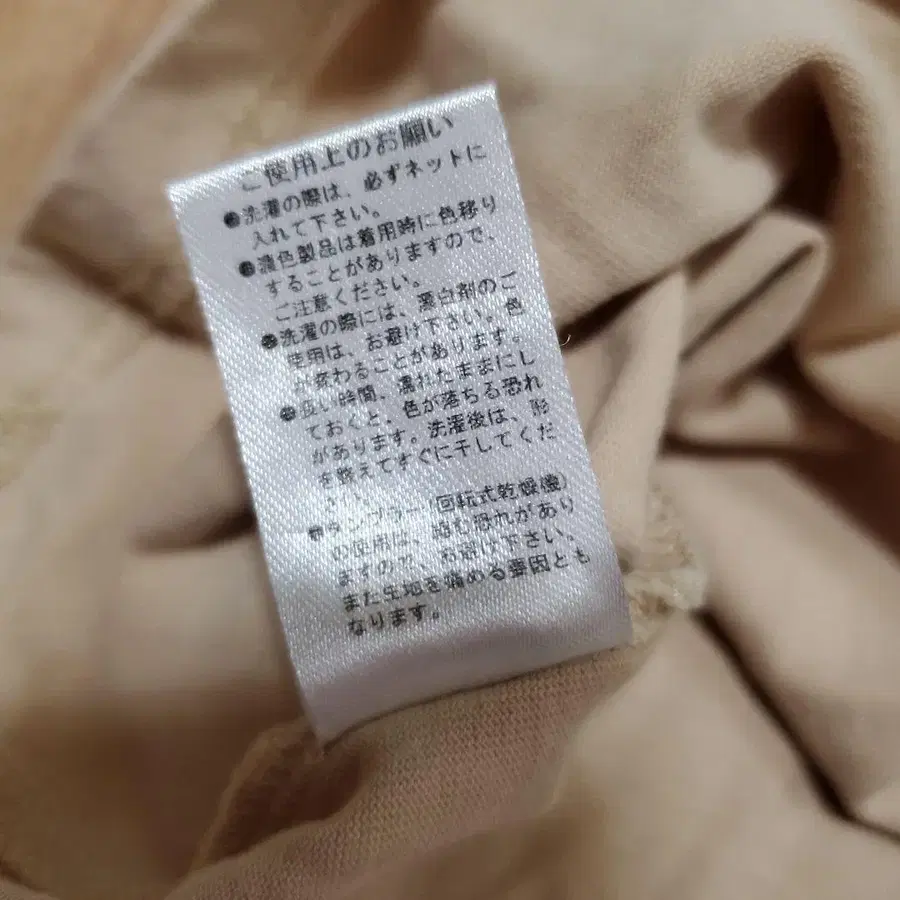 ご使用上のお願い
●洗濯の際は、必ずネットに
入れて下さい。
●濃色製品は着用時に色移り
することがありますので、
ご注意ください。
●洗濯の際には、漂白剤のご
使用は、お避け下さい。色
が変わることがあります。
●長い時間、濡れたままにし
ておくと、色が落ちる恐れ
があります。洗濯後は、形
を整えてすぐに干してくだ
さい。
●タンブラー(回転式乾燥機)
の使用は、縮む恐れがあり
ますので、お避け下さい。
また生地を痛める要因とも
なります。